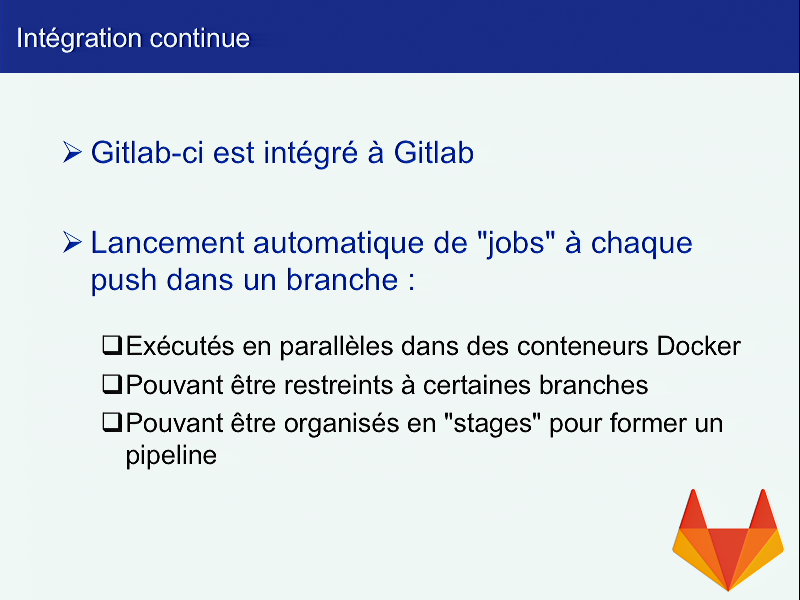 Intégration continue
Gitlab-ci est intégré à Gitlab
Lancement automatique de "jobs" à chaque
push dans un branche :
Exécutés en parallèles dans des conteneurs Docker
Pouvant être restreints à certaines branches
Pouvant être organisés en "stages" pour former un
pipeline